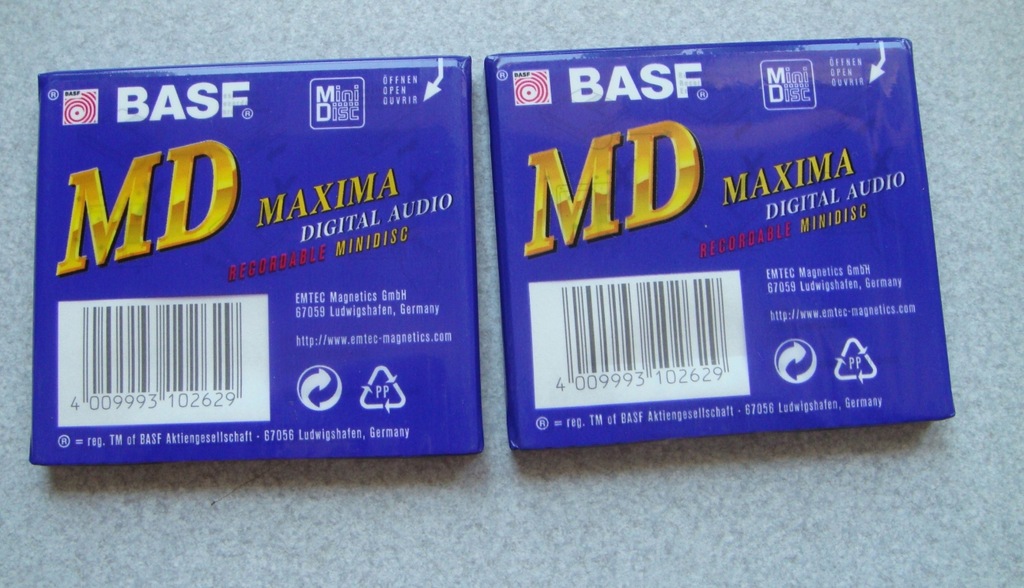 ® BASF BASF® Mini Disc ÖFFNEN
OPEN
OUVRIR
MD MAXIMA
DIGITAL AUDIO
RECORDABLE MINIDISC
EMTEC Magnetics GmbH
67059 Ludwigshafen, Germany
http://www.emtec-magnetics.com
4 009993 102629
PP
® = reg. TM of BASF Aktiengesellschaft · 67056 Ludwigshafen, Germany
® BASF BASF® Mini Disc ÖFFNEN
OPEN
OUVRIR
MD MAXIMA
DIGITAL AUDIO
RECORDABLE MINIDISC
EMTEC Magnetics GmbH
67059 Ludwigshafen, Germany
http://www.emtec-magnetics.com
4 009993 102629
PP
® = reg. TM of BASF Aktiengesellschaft · 67056 Ludwigshafen, Germany